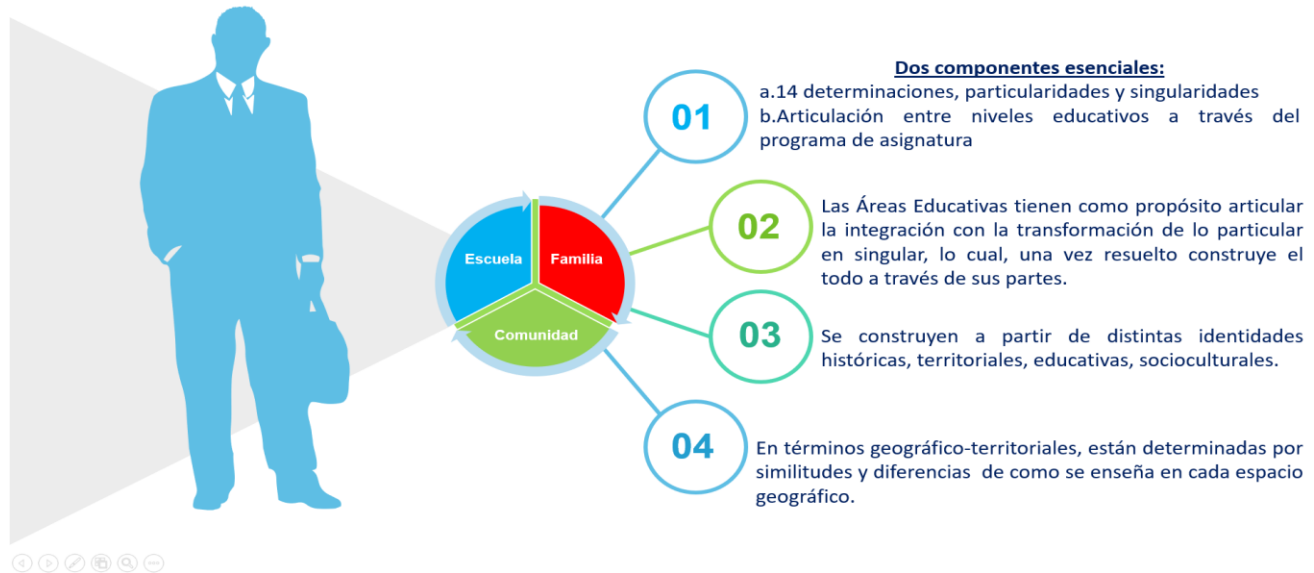 Dos componentes esenciales:
a.14 determinaciones, particularidades y singularidades
b.Articulación entre niveles educativos a través del
programa de asignatura
01
Las Áreas Educativas tienen como propósito articular
la integración con la transformación de lo particular
en singular, lo cual, una vez resuelto construye el
todo a través de sus partes.
02
Escuela
Familia
Comunidad
03
Se construyen a partir de distintas identidades
históricas, territoriales, educativas, socioculturales.
04
En términos geográfico-territoriales, están determinadas por
similitudes y diferencias de como se enseña en cada espacio
geográfico.